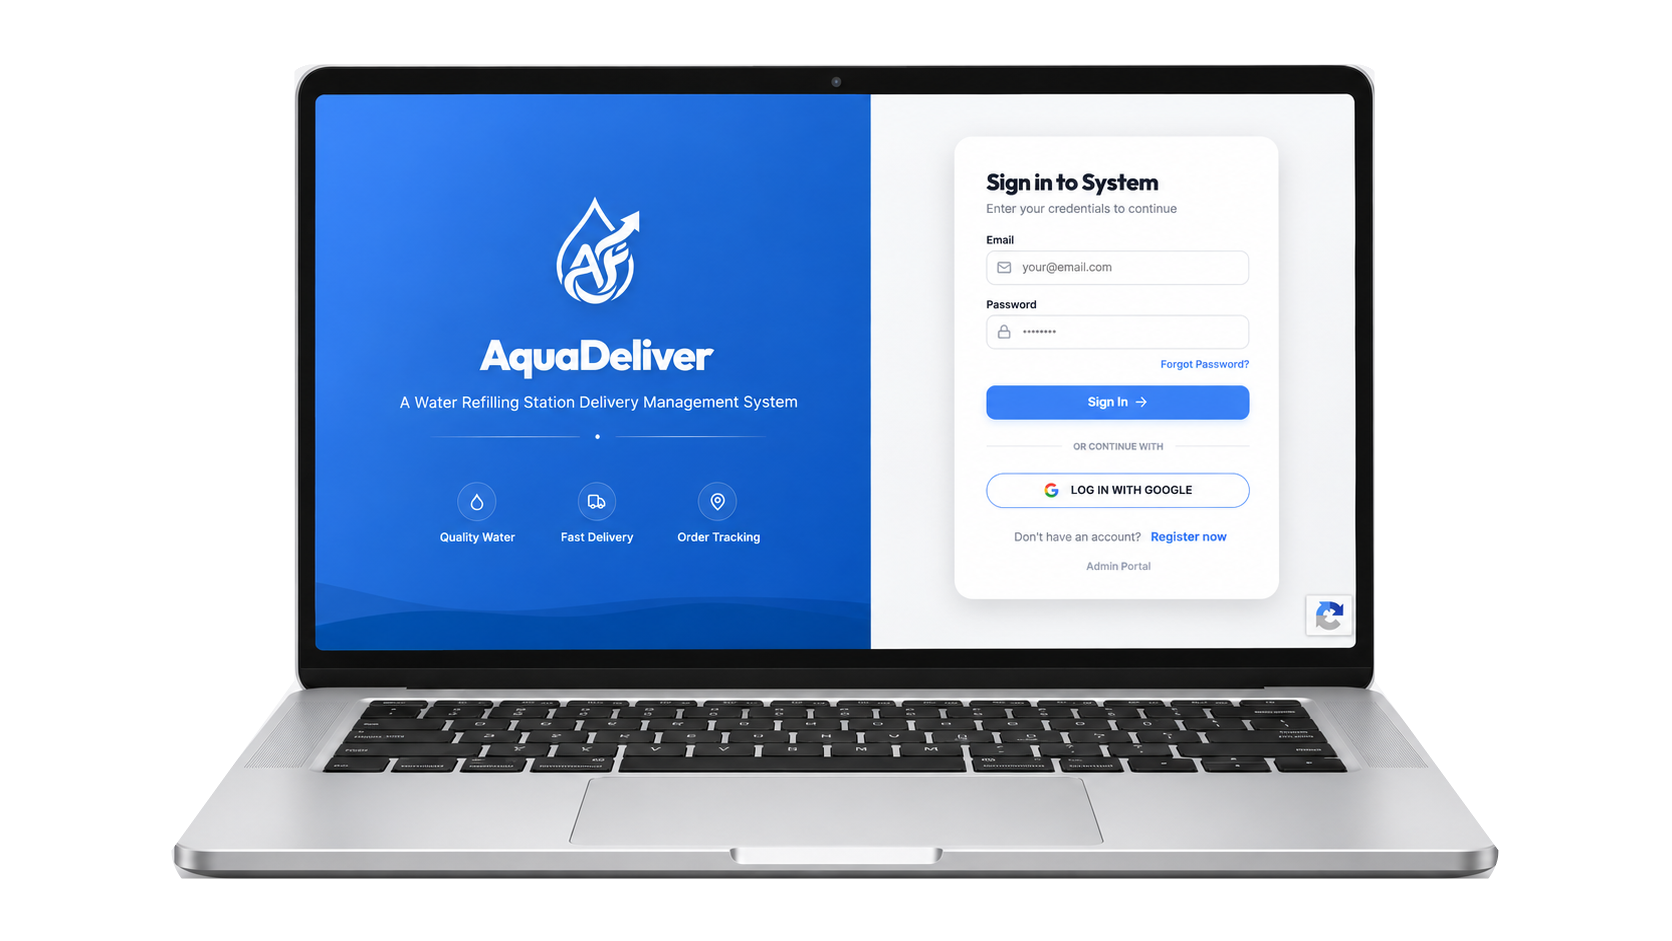 AF
AquaDeliver
A Water Refilling Station Delivery Management System
Quality Water
Fast Delivery
Order Tracking
Sign in to System
Enter your credentials to continue
Email
your@email.com
Password
Forgot Password?
Sign In →
OR CONTINUE WITH
LOG IN WITH GOOGLE
Don't have an account? Register now
Admin Portal